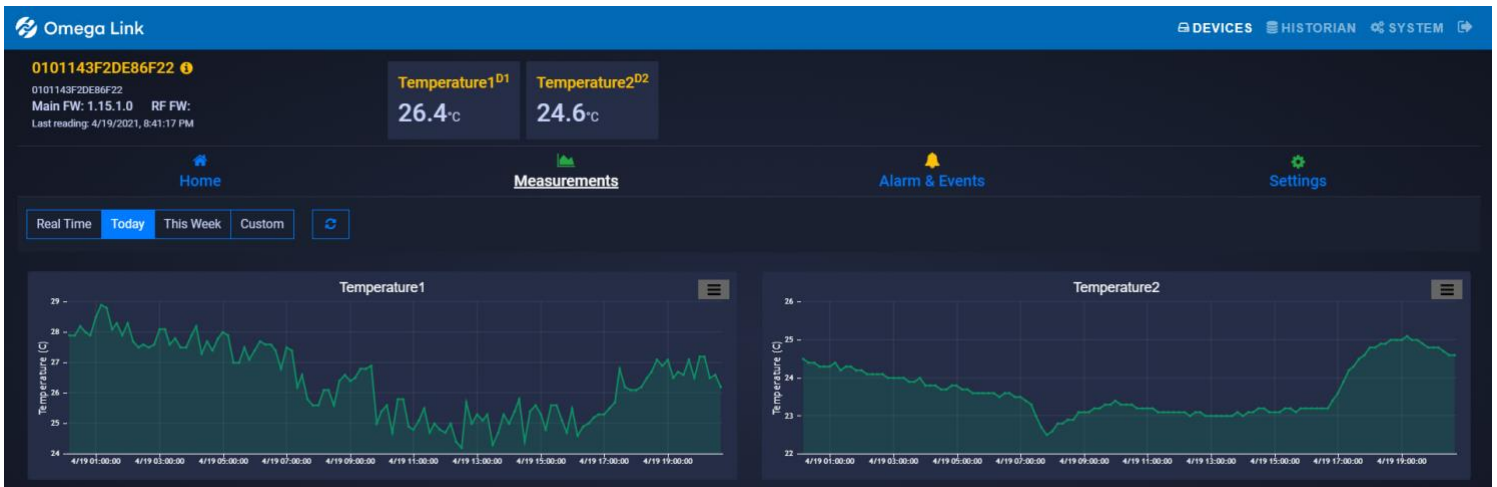 Omega Link
DEVICES HISTORIAN SYSTEM
0101143F2DE86F22
0101143F2DE86F22
Main FW: 1.15.1.0 RF FW:
Last reading: 4/19/2021, 8:41:17 PM
Temperature1D1
26.4°C
Temperature2D2
24.6°C
Home
Measurements
Alarm & Events
Settings
Real Time Today This Week Custom
Temperature1
29
28
27
26
25
24
Temperature (C)
4/19 01:00:00 4/19 03:00:00 4/19 05:00:00 4/19 07:00:00 4/19 09:00:00 4/19 11:00:00 4/19 13:00:00 4/19 15:00:00 4/19 17:00:00 4/19 19:00:00
Temperature2
26
25
24
23
22
Temperature (C)
4/19 01:00:00 4/19 03:00:00 4/19 05:00:00 4/19 07:00:00 4/19 09:00:00 4/19 11:00:00 4/19 13:00:00 4/19 15:00:00 4/19 17:00:00 4/19 19:00:00